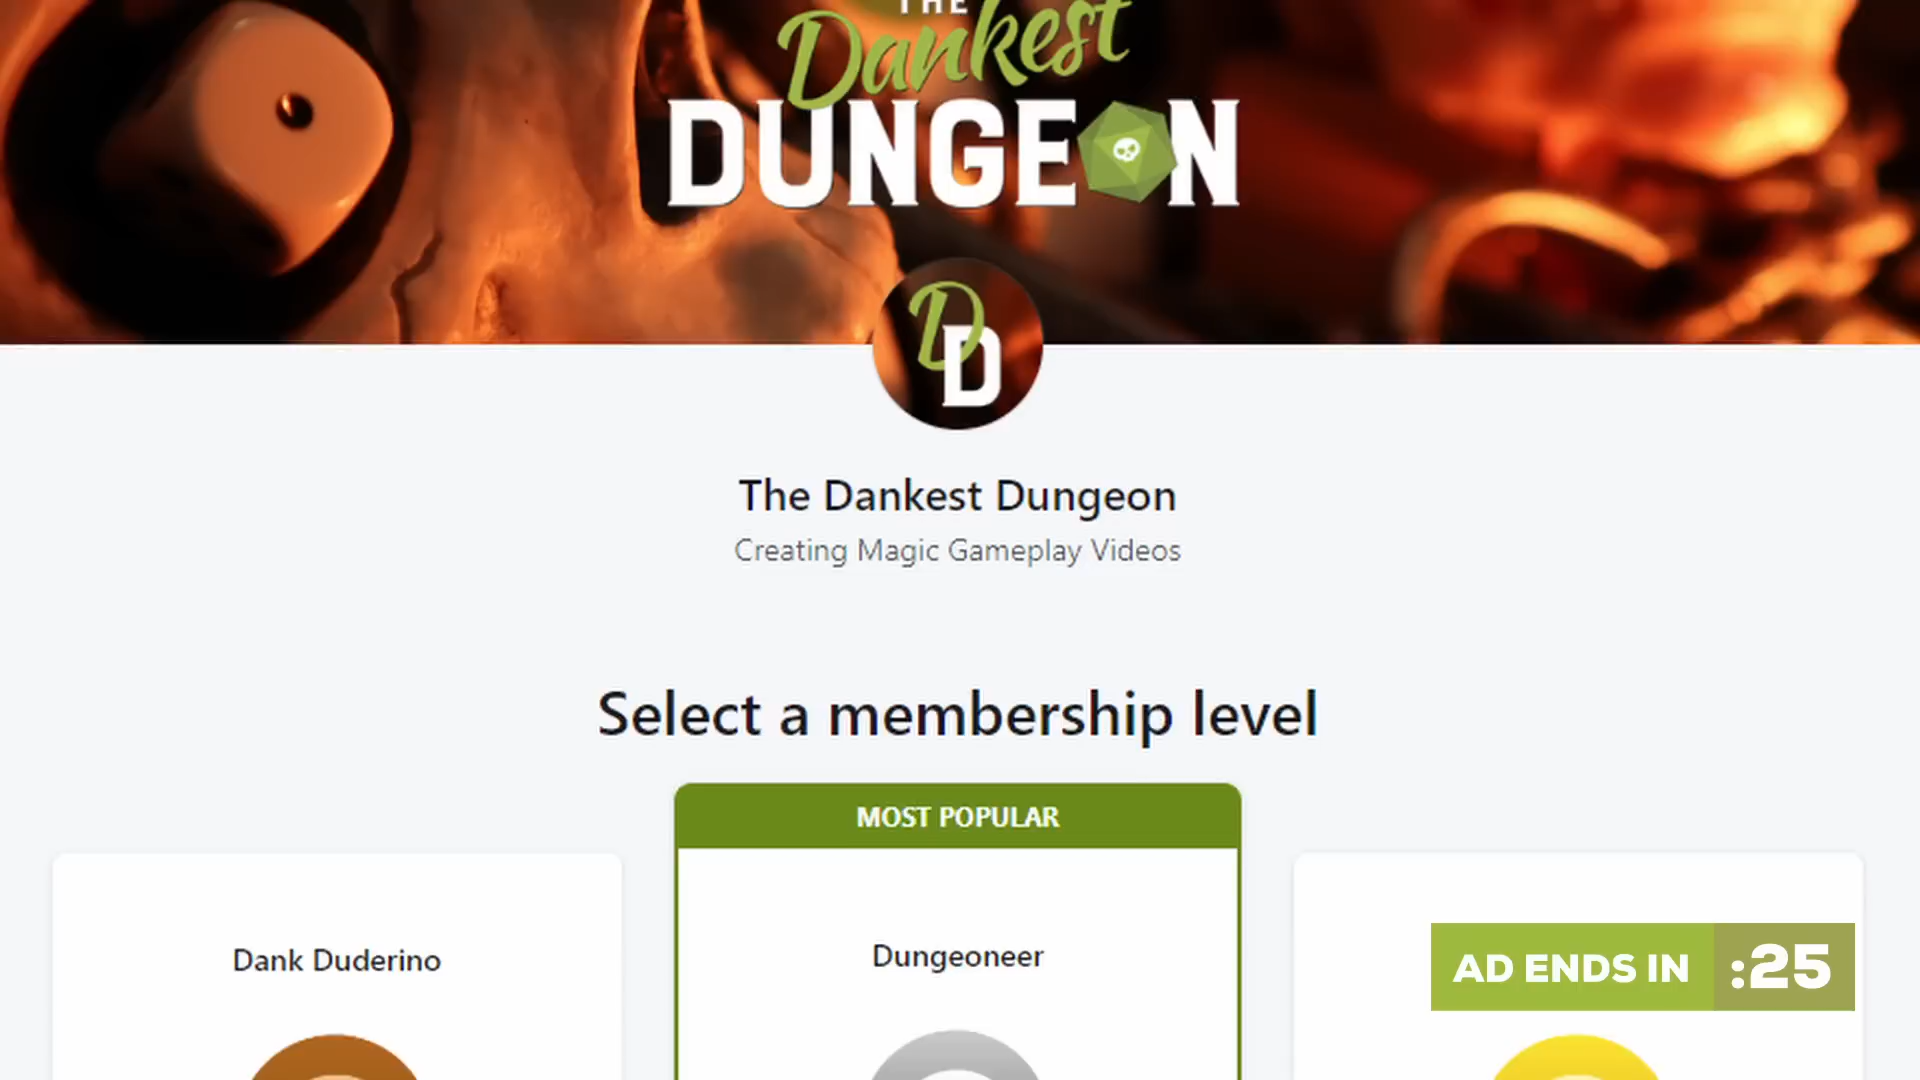 THE
Dankest
DUNGEON
DD
The Dankest Dungeon
Creating Magic Gameplay Videos
Select a membership level
MOST POPULAR
Dank Duderino
Dungeoneer
AD ENDS IN :25